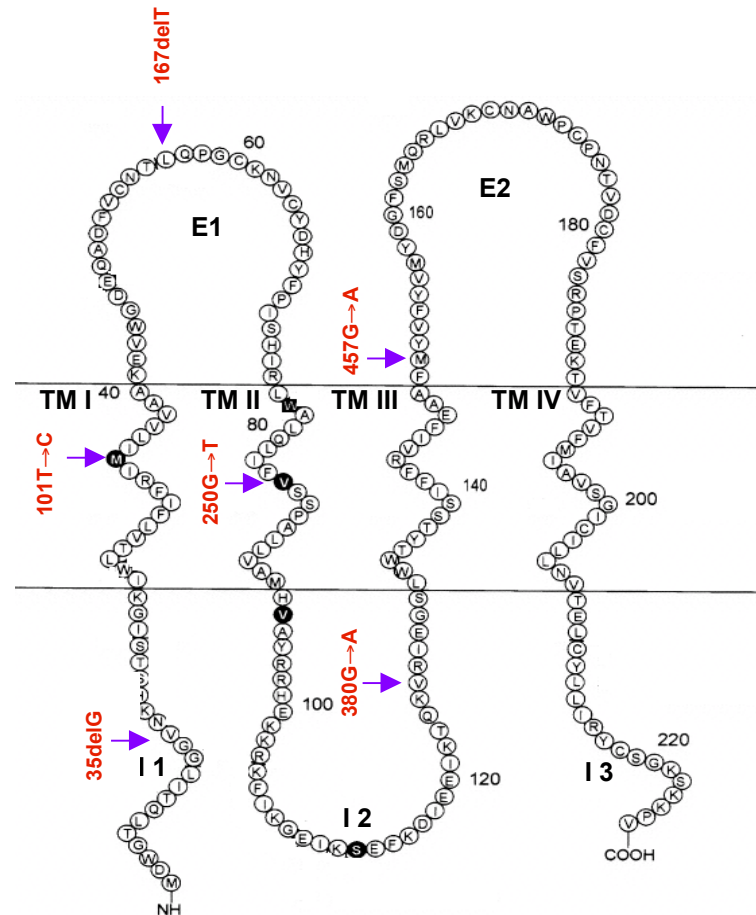 167delT
60
E1
E2
160
180
457G→A
40
TM I
TM II
TM III
TM IV
80
101T→C
250G→T
140
200
100
380G→A
35delG
I 1
I 2
120
I 3
220
NH
COOH
M D W G T L Q T I L G G V N K
S T S I G K
I W L T V L F I F R I M I L V V A A
K E V W G D E Q A D F V C N T L Q P G C K N V C Y D H Y F P I S H I R
L W A L Q L I F V S S P A L L V A M
H V A Y R R H E K K R K F I K G E I K S E F K D I E E I K T Q K V R I E G S
L W W T Y T S S I F F R V I F E A A
F M Y V F Y V M Y D G F S M Q R L V K C N A W P C P N T V D C F V S R P T E K
T V F T V F M I A V S G I C I L L N
V T E L C Y L L I R Y C S G K S K K P V